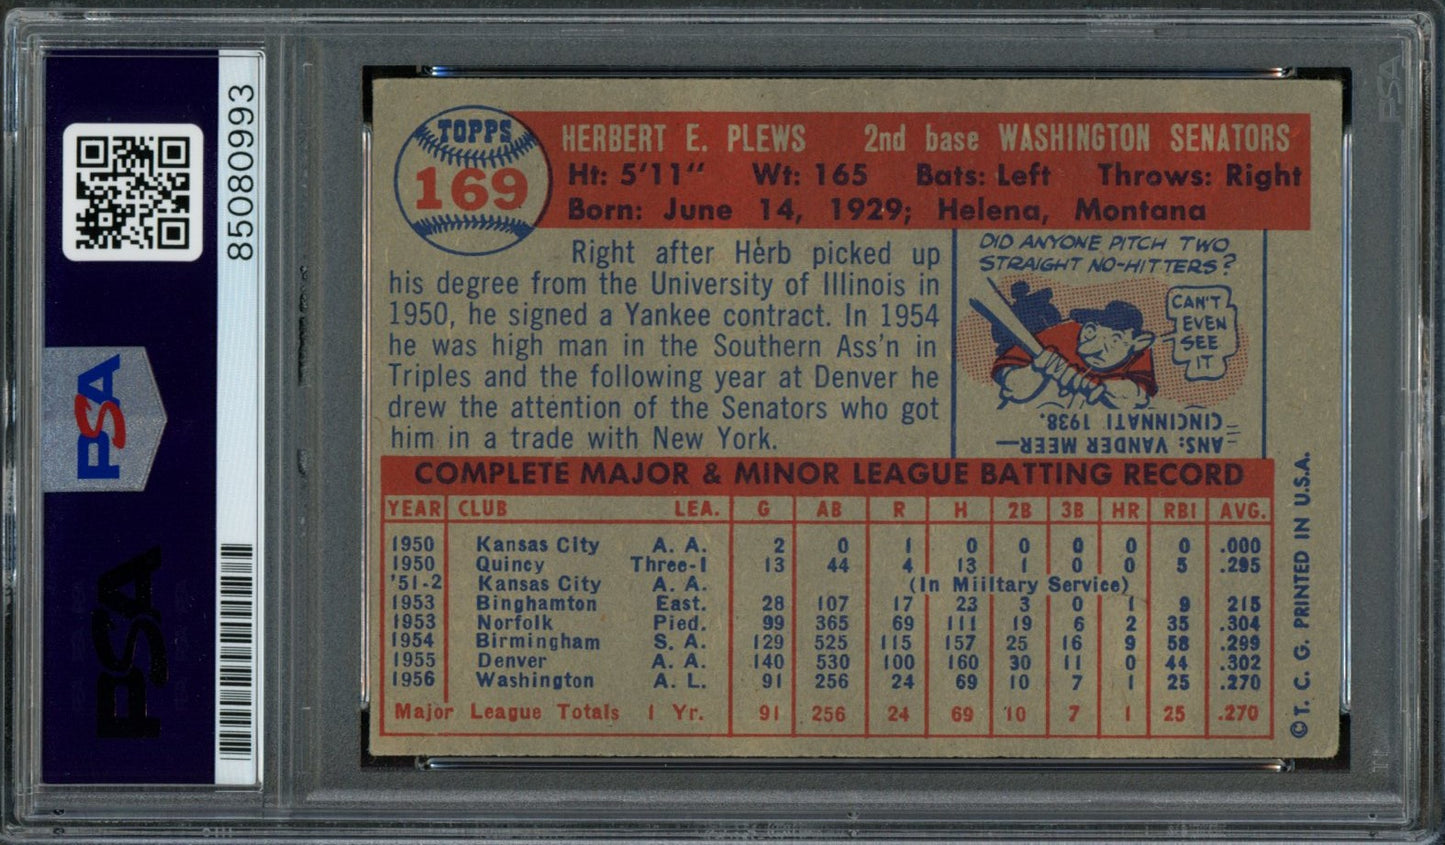 85080993
PSA
PSA
PSA
TOPPS
169
HERBERT E. PLEWS 2nd base WASHINGTON SENATORS
Ht: 5'11" Wt: 165 Bats: Left Throws: Right
Born: June 14, 1929; Helena, Montana
Right after Herb picked up
his degree from the University of Illinois in
1950, he signed a Yankee contract. In 1954
he was high man in the Southern Ass'n in
Triples and the following year at Denver he
drew the attention of the Senators who got
him in a trade with New York.
DID ANYONE PITCH TWO
STRAIGHT NO-HITTERS?
CAN'T
EVEN
SEE
IT
ANS: VANDER MEER—
CINCINNATI 1938.
COMPLETE MAJOR & MINOR LEAGUE BATTING RECORD
YEAR CLUB LEA. G AB R H 2B 3B HR RBI AVG.
1950 Kansas City A. A. 2 0 1 0 0 0 0 0 .000
1950 Quincy Three-I 13 44 4 13 1 0 0 5 .295
'51-2 Kansas City A. A. (In Miiltary Service)
1953 Binghamton East. 28 107 17 23 3 0 1 9 215
1953 Norfolk Pied. 99 365 69 111 19 6 2 35 .304
1954 Birmingham S. A. 129 525 115 157 25 16 9 58 .299
1955 Denver A. A. 140 530 100 160 30 11 0 44 .302
1956 Washington A. L. 91 256 24 69 10 7 1 25 .270
Major League Totals 1 Yr. 91 256 24 69 10 7 1 25 .270
©T. C. G. PRINTED IN U.S.A.